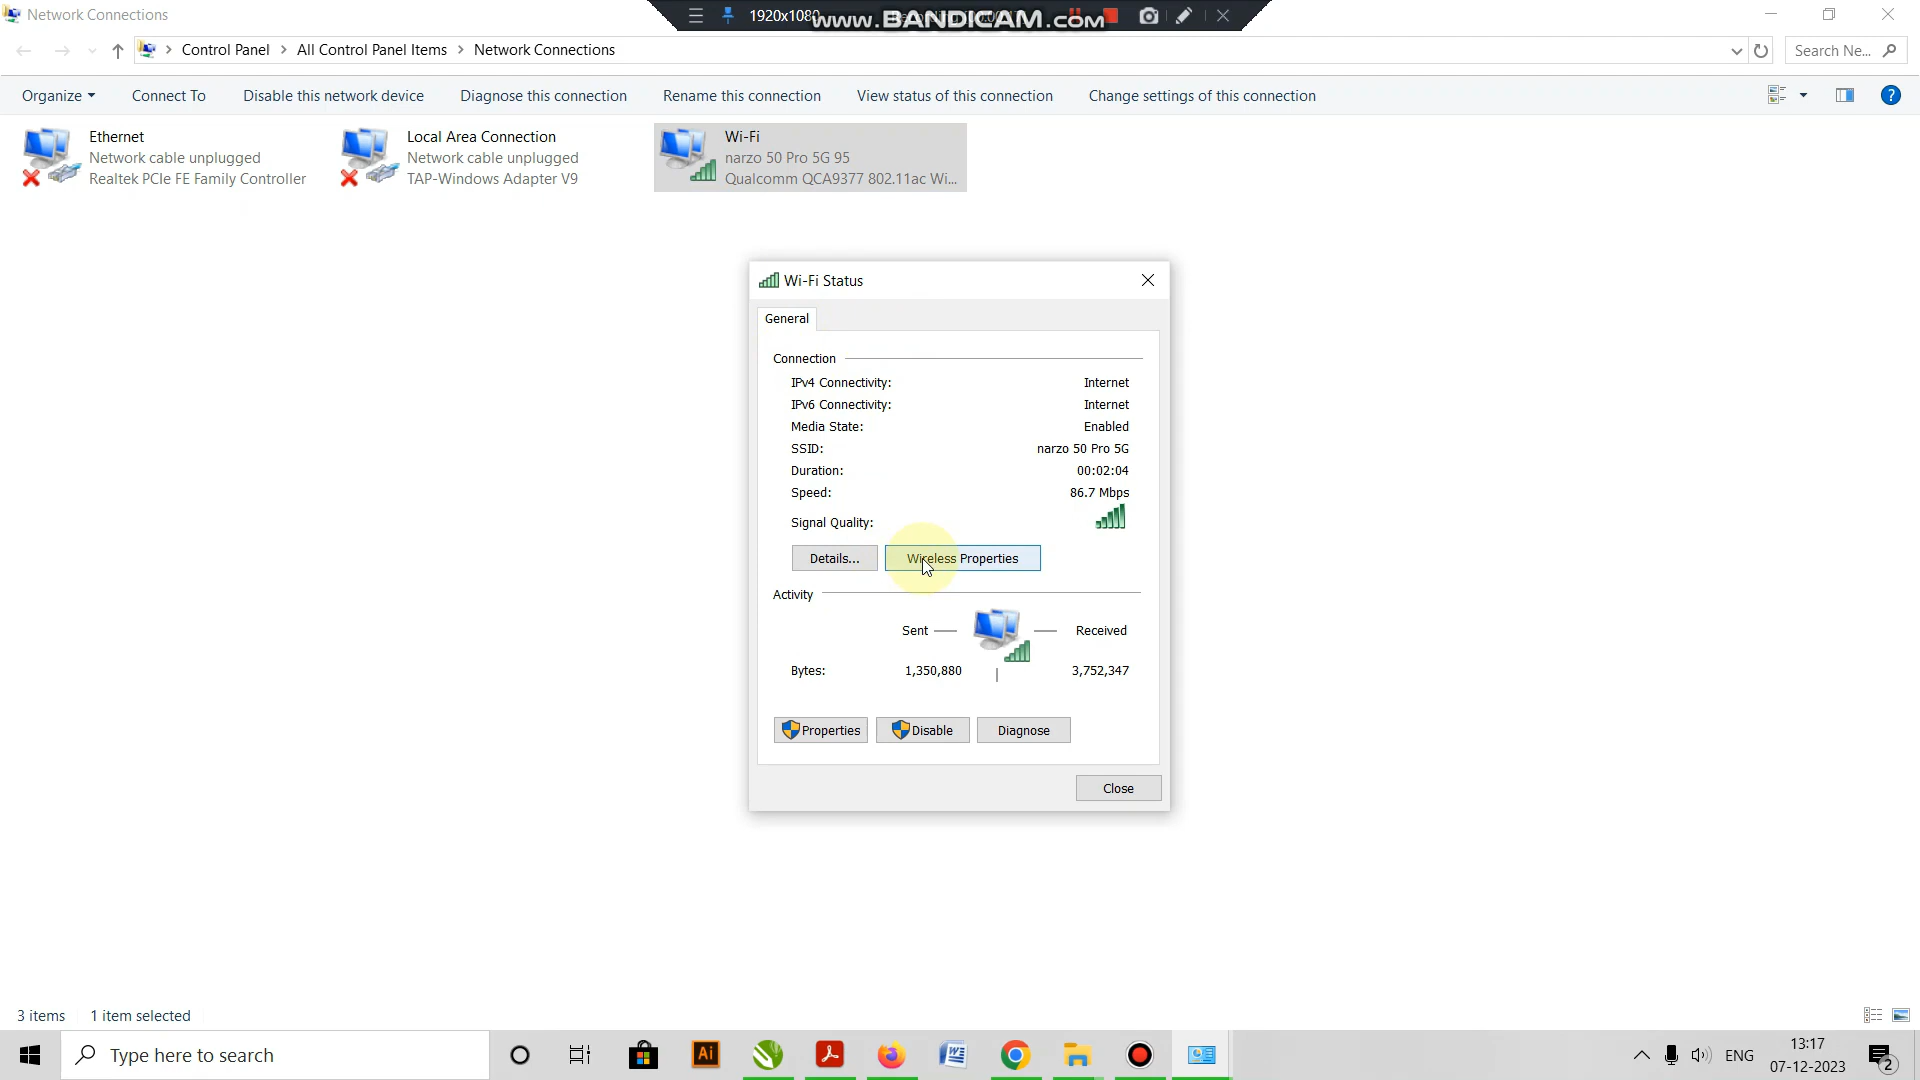 Network Connections
1920x1080
www.BANDICAM.com
Control Panel > All Control Panel Items > Network Connections
Search Ne...
Organize
Connect To
Disable this network device
Diagnose this connection
Rename this connection
View status of this connection
Change settings of this connection
Ethernet
Network cable unplugged
Realtek PCIe FE Family Controller
Local Area Connection
Network cable unplugged
TAP-Windows Adapter V9
Wi-Fi
narzo 50 Pro 5G 95
Qualcomm QCA9377 802.11ac Wi...
Wi-Fi Status
General
Connection
IPv4 Connectivity: Internet
IPv6 Connectivity: Internet
Media State: Enabled
SSID: narzo 50 Pro 5G
Duration: 00:02:04
Speed: 86.7 Mbps
Signal Quality:
Details... Wireless Properties
Activity
Sent Received
Bytes: 1,350,880 3,752,347
Properties Disable Diagnose
Close
3 items 1 item selected
Type here to search
Ai
ENG
13:17
07-12-2023
2